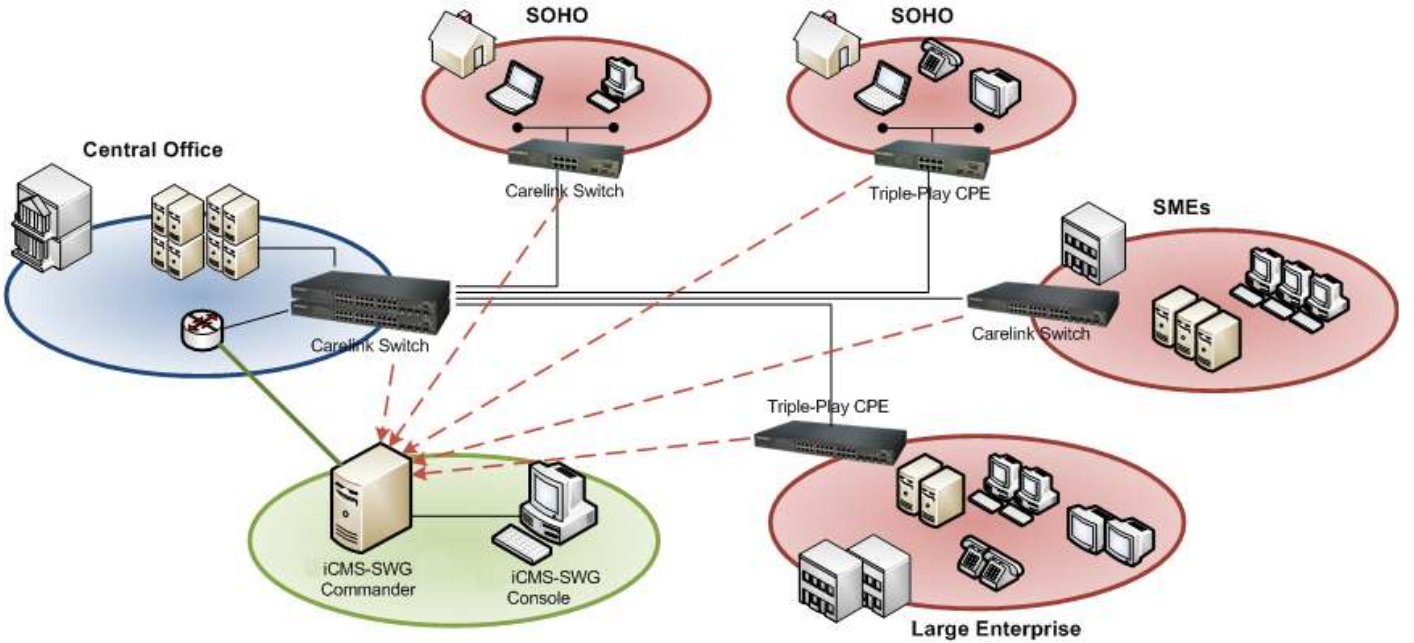 SOHO
SOHO
Central Office
Carelink Switch
Triple-Play CPE
SMEs
Carelink Switch
Carelink Switch
Triple-Play CPE
iCMS-SWG
Commander
iCMS-SWG
Console
Large Enterprise